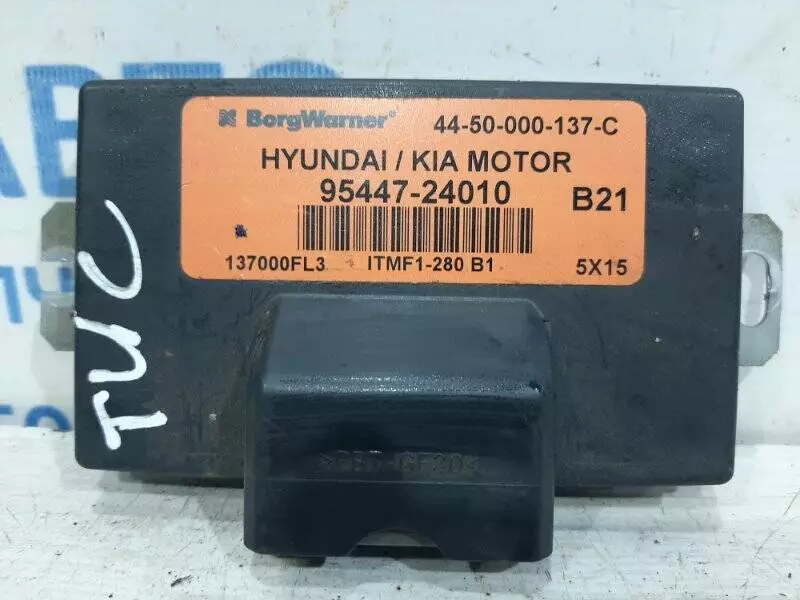 BorgWarner® 44-50-000-137-C
HYUNDAI / KIA MOTOR
95447-24010 B21
137000FL3 ITMF1-280 B1 5X15
TUC